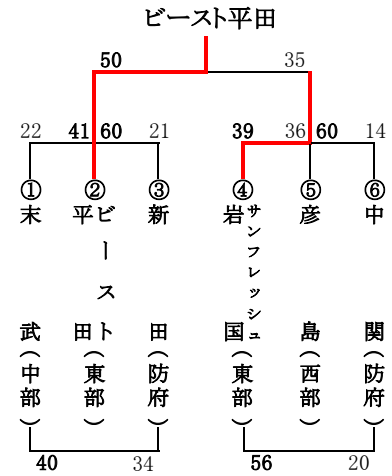 ビースト平田
50 35
22 41 60 21 39 36 60 14
① ② ③ ④ ⑤ ⑥
末武（中部）
ビースト平田（東部）
新田（防府）
サンフレッシュ岩国（東部）
彦島（西部）
中関（防府）
40 34 56 20